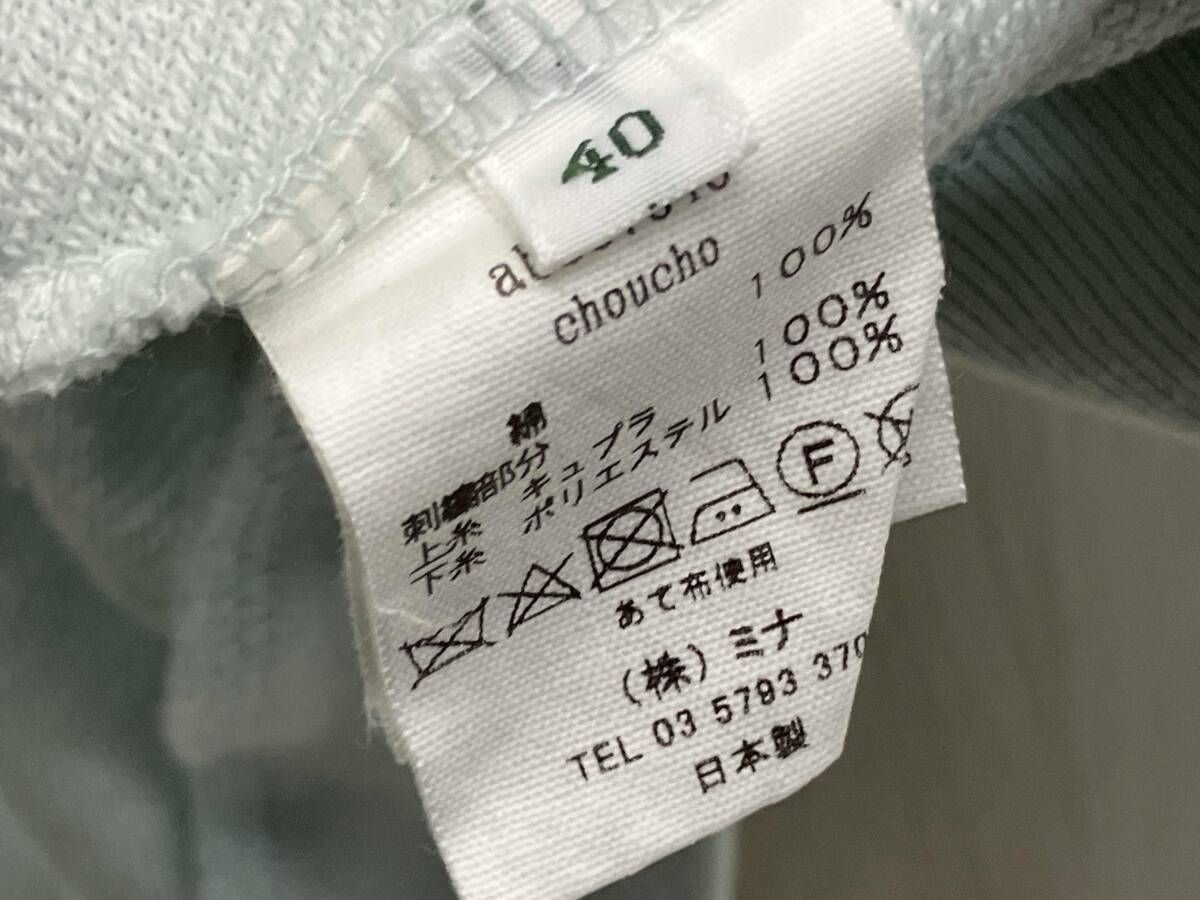 40
choucho
綿 100%
刺繍部分
上糸 キュプラ 100%
下糸 ポリエステル 100%
F
あて布使用
(株) ミナ
TEL 03 5793 370
日本製